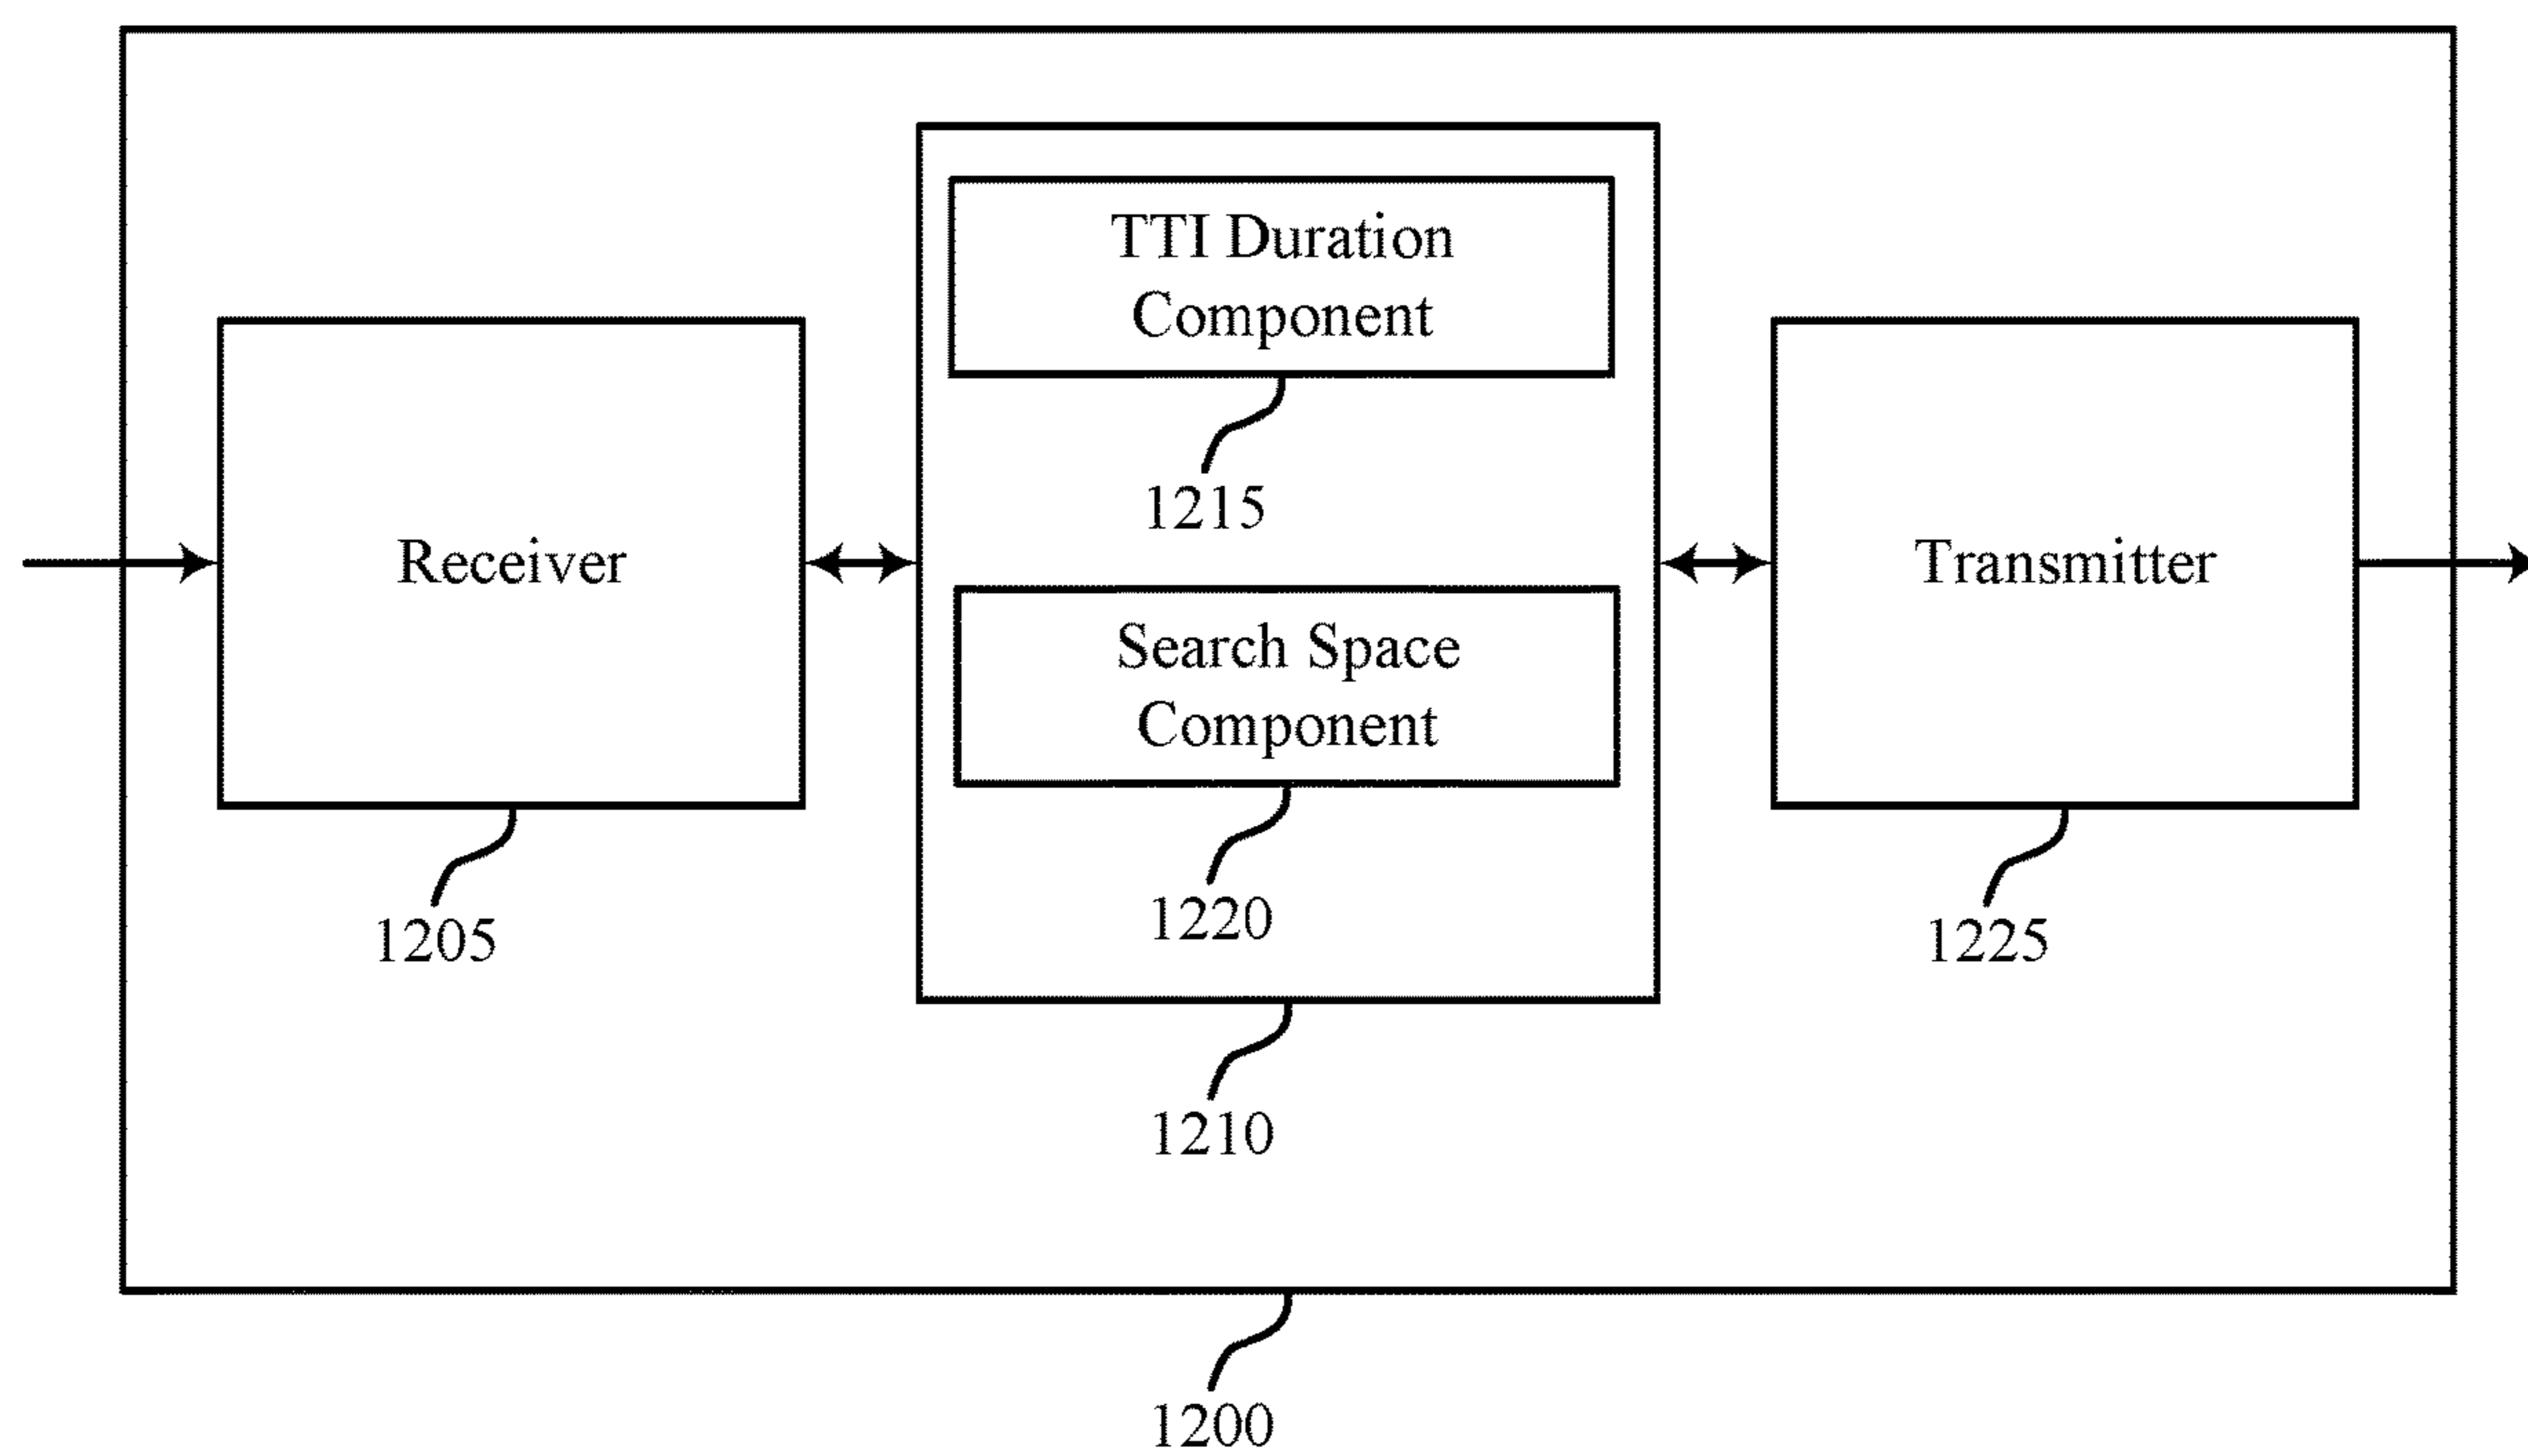 TTI Duration
Component
1215
Receiver
Transmitter
Search Space
Component
1220
1205
1225
1210
1200